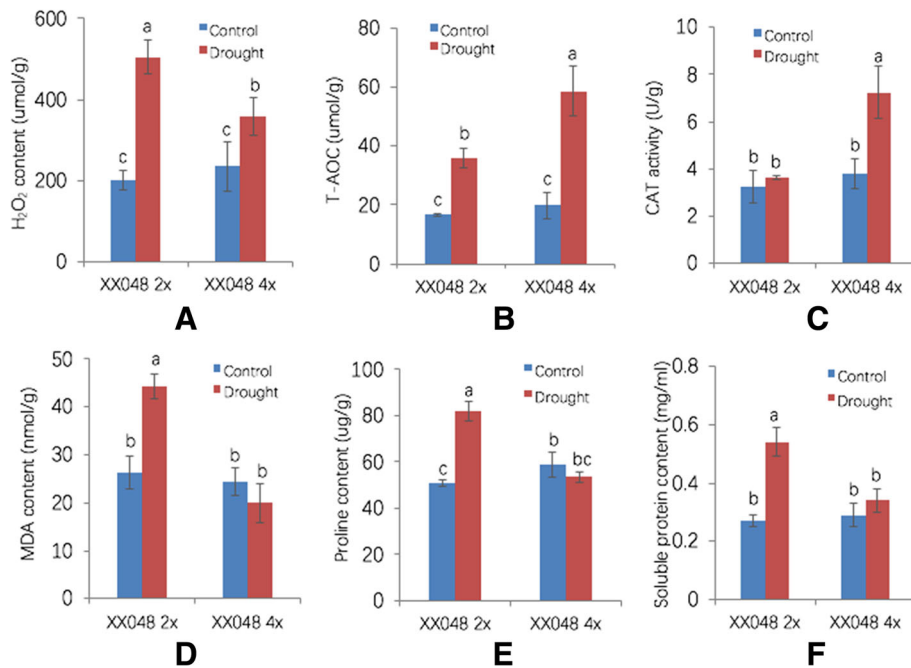 H₂O₂ content (umol/g)
600
400
200
0
Control
Drought
c
a
c
b
XX048 2x
XX048 4x
A
T-AOC (umol/g)
80
60
40
20
0
Control
Drought
c
b
c
a
XX048 2x
XX048 4x
B
CAT activity (U/g)
10
8
6
4
2
0
Control
Drought
b
b
b
a
XX048 2x
XX048 4x
C
MDA content (nmol/g)
50
40
30
20
10
0
Control
Drought
b
a
b
b
XX048 2x
XX048 4x
D
Proline content (ug/g)
100
80
60
40
20
0
Control
Drought
c
a
b
bc
XX048 2x
XX048 4x
E
Soluble protein content (mg/ml)
0.8
0.6
0.4
0.2
0
Control
Drought
b
a
b
b
XX048 2x
XX048 4x
F